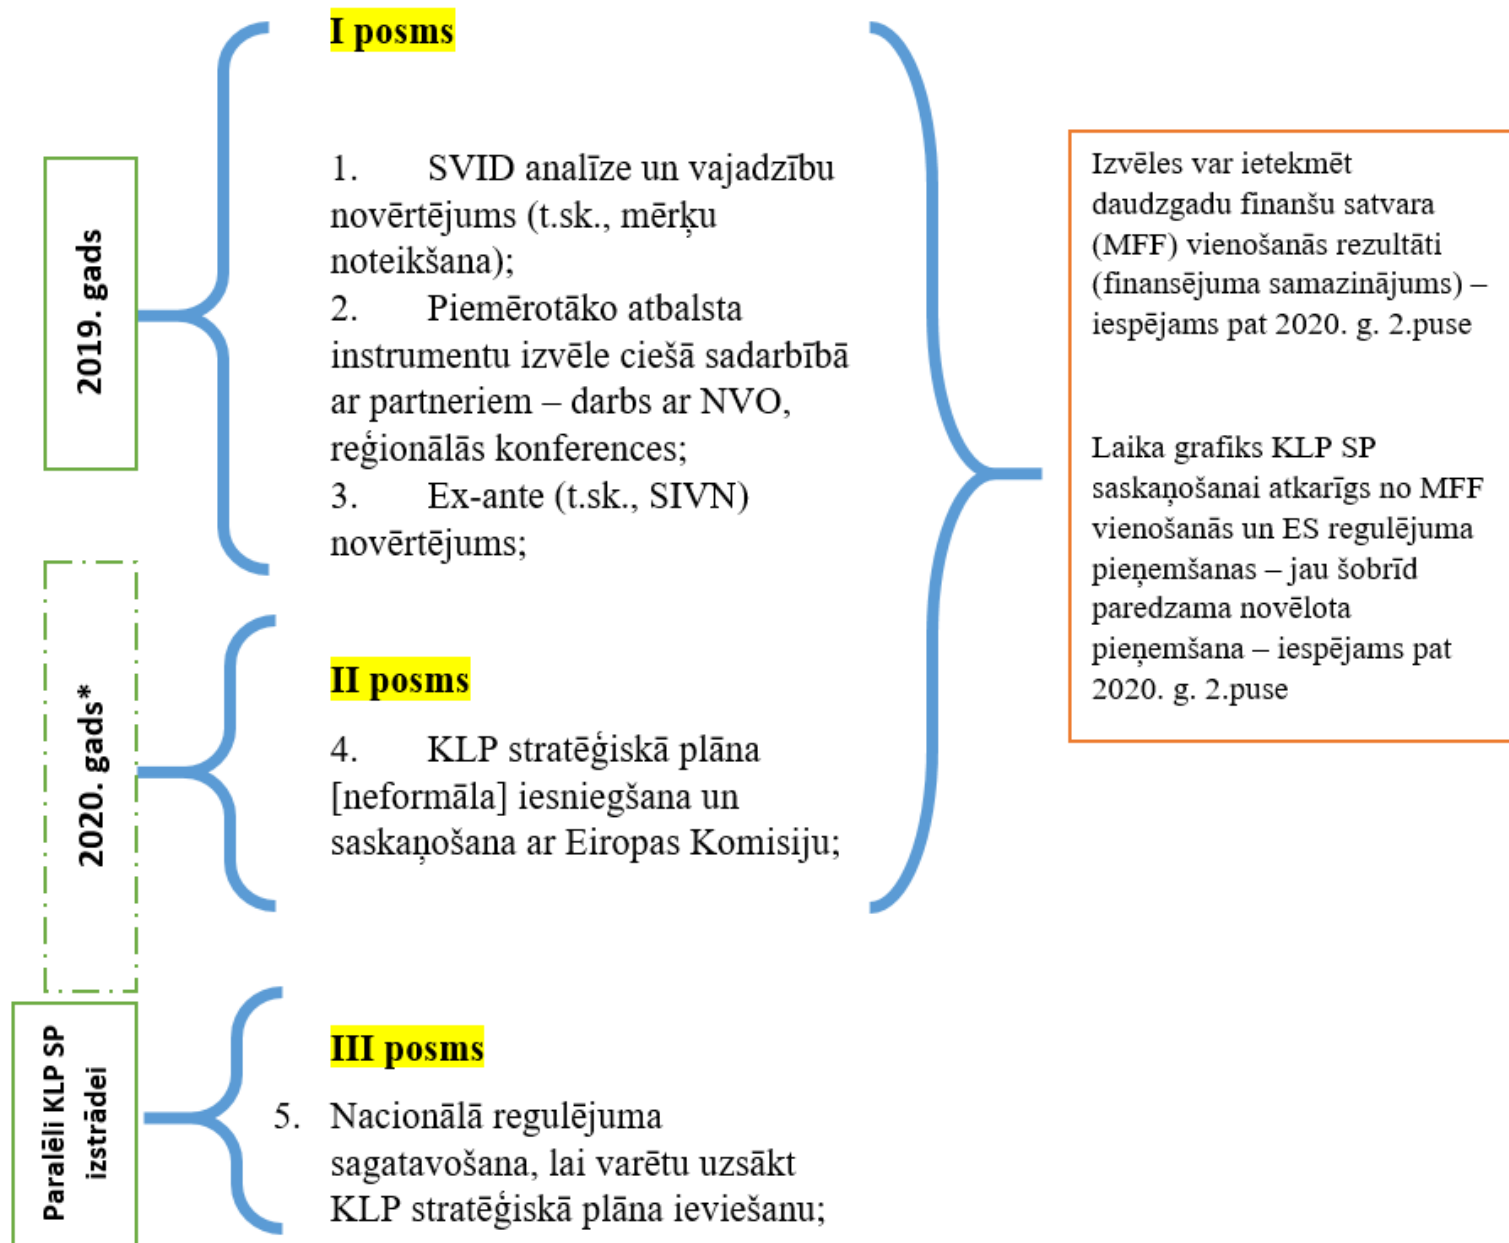 I posms
2019. gads
1. SVID analīze un vajadzību
novērtējums (t.sk., mērķu
noteikšana);
2. Piemērotāko atbalsta
instrumentu izvēle ciešā sadarbībā
ar partneriem – darbs ar NVO,
reģionālās konferences;
3. Ex-ante (t.sk., SIVN)
novērtējums;
2020. gads*
II posms
4. KLP stratēģiskā plāna
[neformāla] iesniegšana un
saskaņošana ar Eiropas Komisiju;
Paralēli KLP SP
izstrādei
III posms
5. Nacionālā regulējuma
sagatavošana, lai varētu uzsākt
KLP stratēģiskā plāna ieviešanu;
Izvēles var ietekmēt
daudzgadu finanšu satvara
(MFF) vienošanās rezultāti
(finansējuma samazinājums) –
iespējams pat 2020. g. 2.puse
Laika grafiks KLP SP
saskaņošanai atkarīgs no MFF
vienošanās un ES regulējuma
pieņemšanas – jau šobrīd
paredzama novēlota
pieņemšana – iespējams pat
2020. g. 2.puse